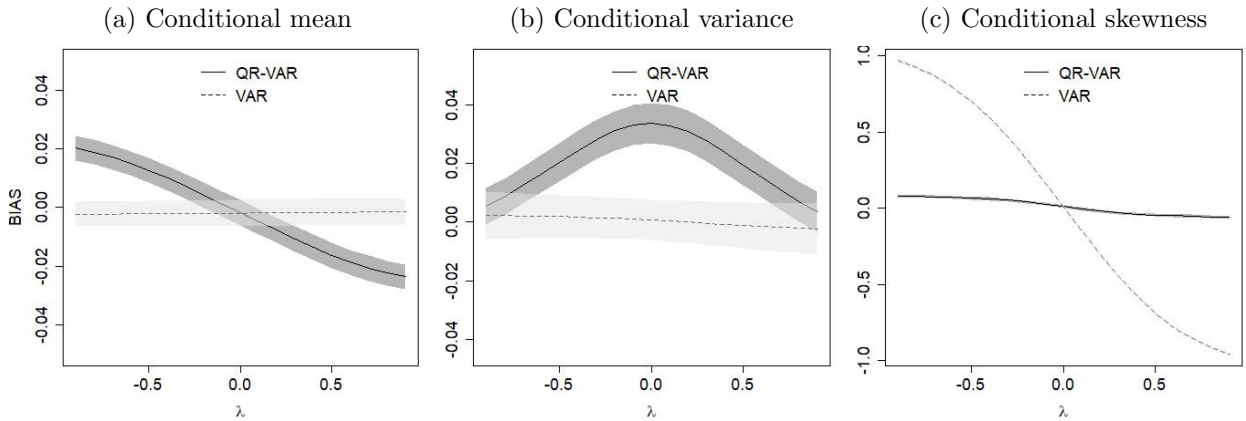 (a) Conditional mean
(b) Conditional variance
(c) Conditional skewness
QR-VAR
VAR
BIAS
0.04
0.02
0.00
-0.02
-0.04
-0.5
0.0
0.5
λ
QR-VAR
VAR
0.04
0.02
0.00
-0.02
-0.04
-0.5
0.0
0.5
λ
QR-VAR
VAR
1.0
0.5
0.0
-0.5
-1.0
-0.5
0.0
0.5
λ